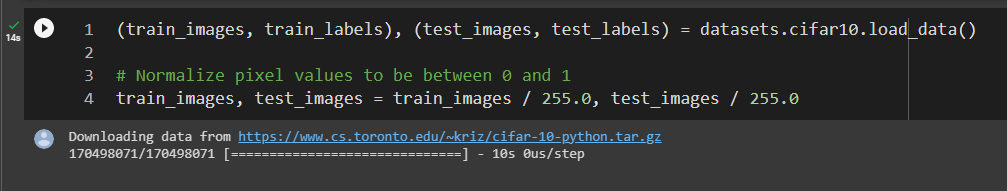 14s
1 (train_images, train_labels), (test_images, test_labels) = datasets.cifar10.load_data()
2
3 # Normalize pixel values to be between 0 and 1
4 train_images, test_images = train_images / 255.0, test_images / 255.0
Downloading data from https://www.cs.toronto.edu/~kriz/cifar-10-python.tar.gz
170498071/170498071 [==============================] - 10s 0us/step